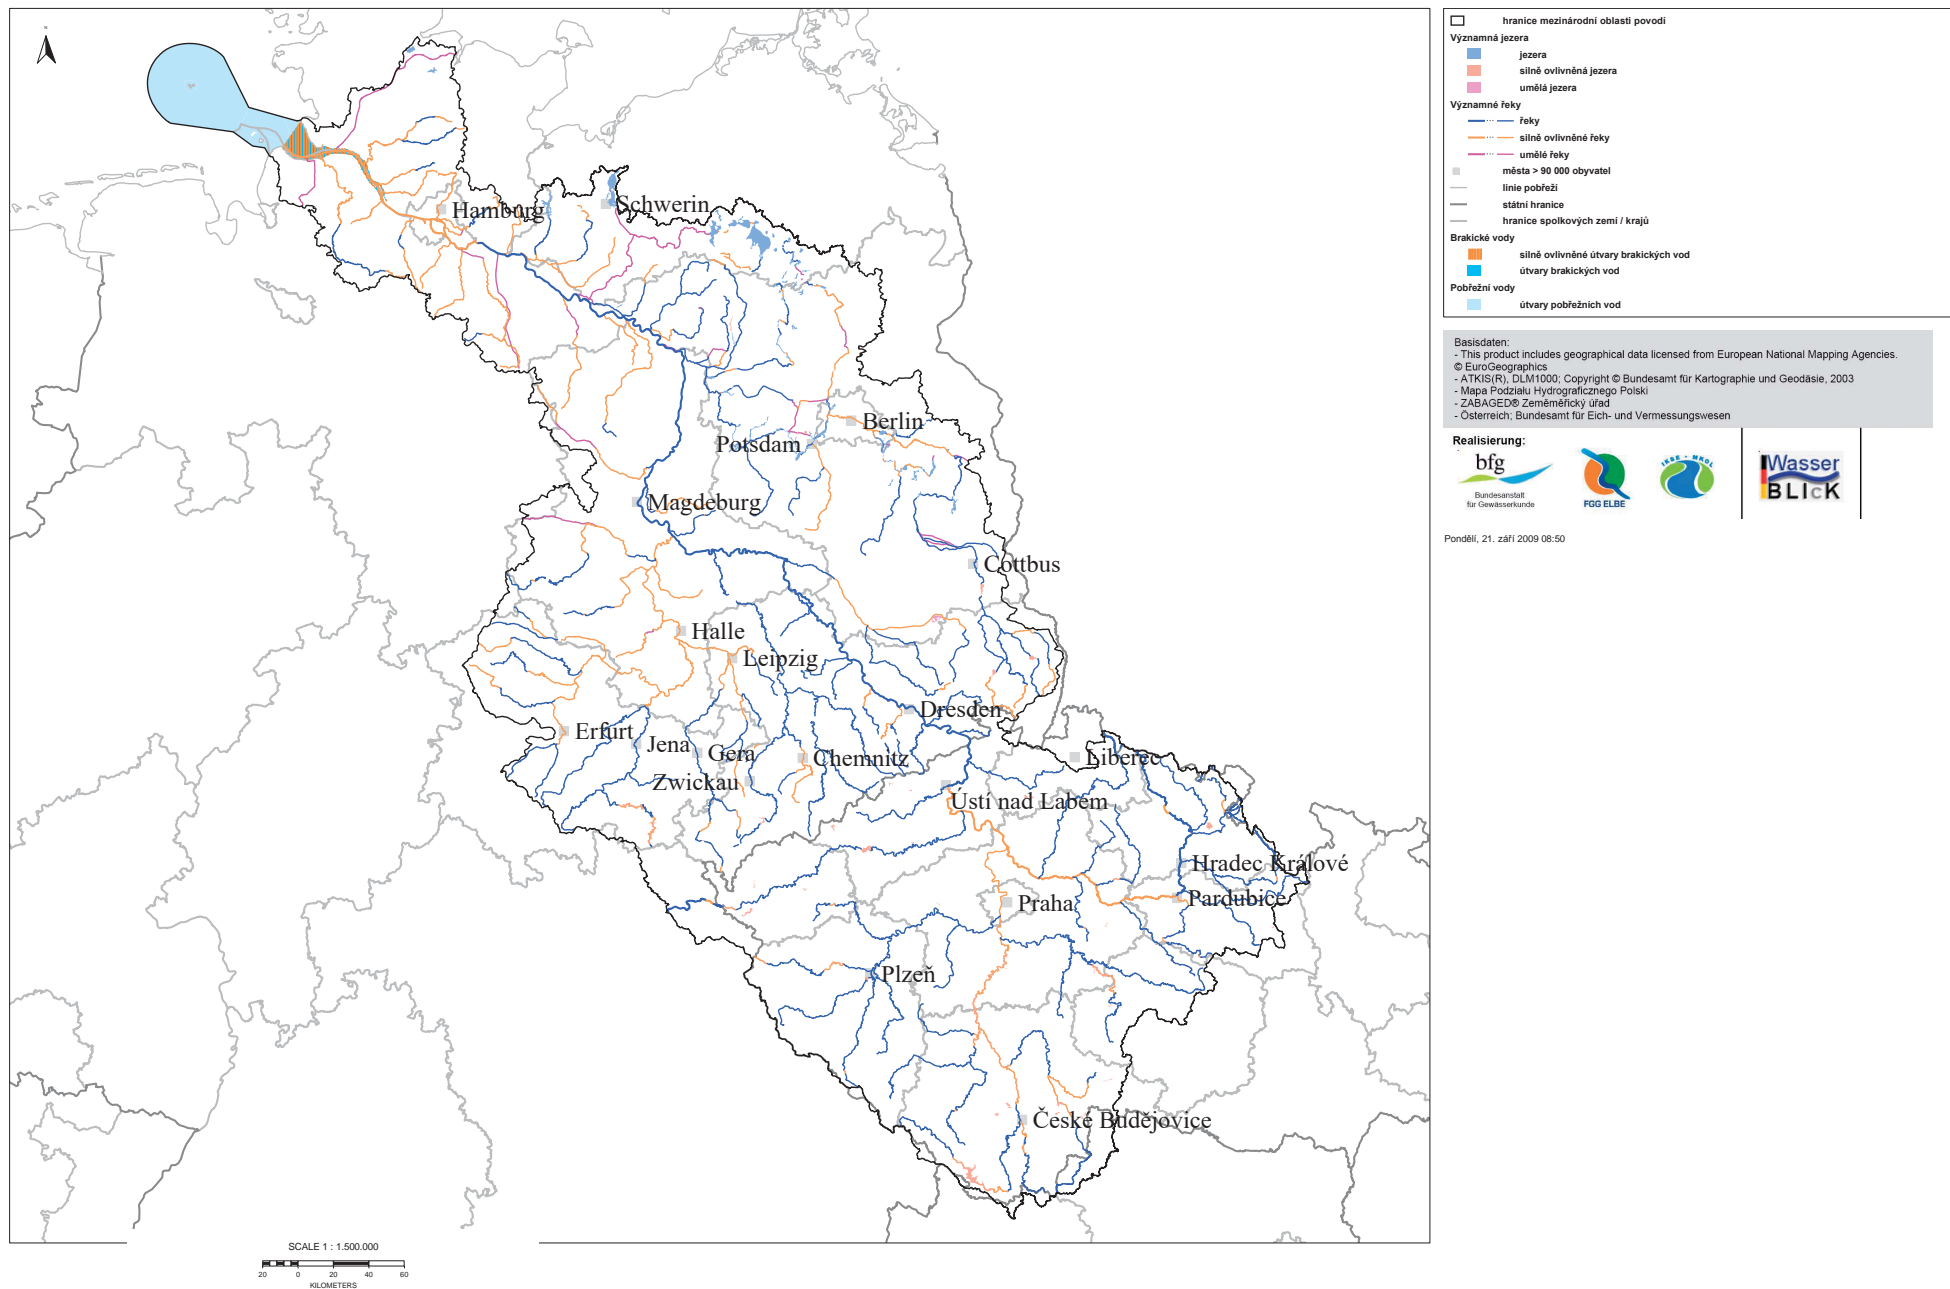 hranice mezinárodní oblasti povodí
Významná jezera
jezera
silně ovlivněná jezera
umělá jezera
Významné řeky
řeky
silně ovlivněné řeky
umělé řeky
města > 90 000 obyvatel
linie pobřeží
státní hranice
hranice spolkových zemí / krajů
Brakické vody
silně ovlivněné útvary brakických vod
útvary brakických vod
Pobřežní vody
útvary pobřežních vod
Basisdaten:
- This product includes geographical data licensed from European National Mapping Agencies.
© EuroGeographics
- ATKIS(R), DLM1000; Copyright © Bundesamt für Kartographie und Geodäsie, 2003
- Mapa Podziału Hydrograficznego Polski
- ZABAGED® Zeměměřický úřad
- Österreich; Bundesamt für Eich- und Vermessungswesen
Realisierung:
bfg
Bundesanstalt
für Gewässerkunde
FGG ELBE
IKSE - MKOL
Wasser
BLIcK
Pondělí, 21. září 2009 08:50
Hamburg
Schwerin
Berlin
Potsdam
Magdeburg
Cottbus
Halle
Leipzig
Dresden
Erfurt
Jena
Gera
Chemnitz
Zwickau
Liberec
Ústí nad Labem
Hradec Králové
Praha
Pardubice
Plzeň
České Budějovice
SCALE 1 : 1.500.000
20 0 20 40 60
KILOMETERS